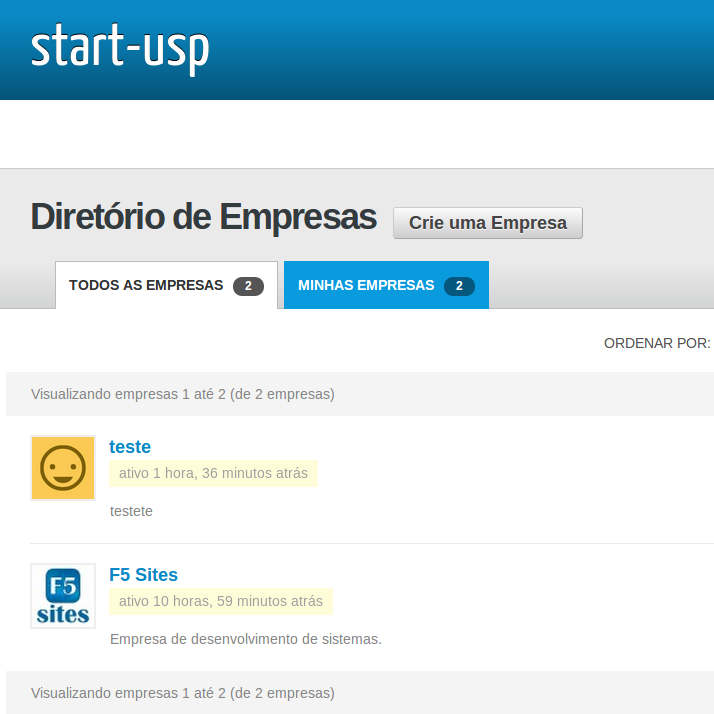 start-usp
Diretório de Empresas Crie uma Empresa
TODOS AS EMPRESAS 2 MINHAS EMPRESAS 2
ORDENAR POR:
Visualizando empresas 1 até 2 (de 2 empresas)
teste
ativo 1 hora, 36 minutos atrás
testete
F5 Sites
F5
sites
ativo 10 horas, 59 minutos atrás
Empresa de desenvolvimento de sistemas.
Visualizando empresas 1 até 2 (de 2 empresas)